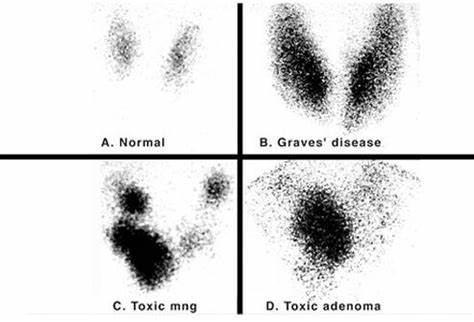 A. Normal
B. Graves' disease
C. Toxic mng
D. Toxic adenoma